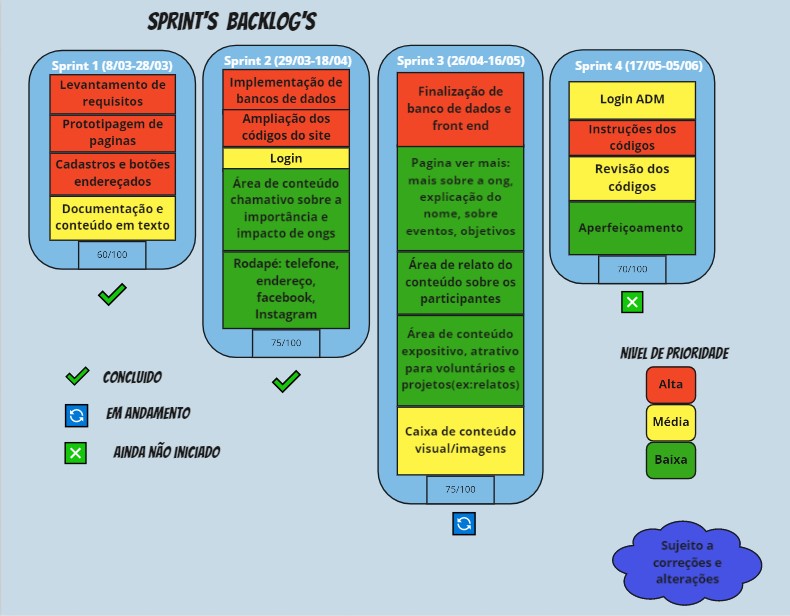 SPRINT'S BACKLOG'S
Sprint 1 (8/03-28/03)
Levantamento de
requisitos
Prototipagem de
paginas
Cadastros e botões
endereçados
Documentação e
conteúdo em texto
60/100
Sprint 2 (29/03-18/04)
Implementação de
bancos de dados
Ampliação dos
códigos do site
Login
Área de conteúdo
chamativo sobre a
importância e
impacto de ongs
Rodapé: telefone,
endereço,
facebook,
Instagram
75/100
Sprint 3 (26/04-16/05)
Finalização de
banco de dados e
front end
Pagina ver mais:
mais sobre a ong,
explicação do
nome, sobre
eventos, objetivos
Área de relato do
conteúdo sobre os
participantes
Área de conteúdo
expositivo, atrativo
para voluntários e
projetos(ex:relatos)
Caixa de conteúdo
visual/imagens
75/100
Sprint 4 (17/05-05/06)
Login ADM
Instruções dos
códigos
Revisão dos
códigos
Aperfeiçoamento
70/100
CONCLUIDO
EM ANDAMENTO
AINDA NÃO INICIADO
NIVEL DE PRIORIDADE
Alta
Média
Baixa
Sujeito a
correções e
alterações